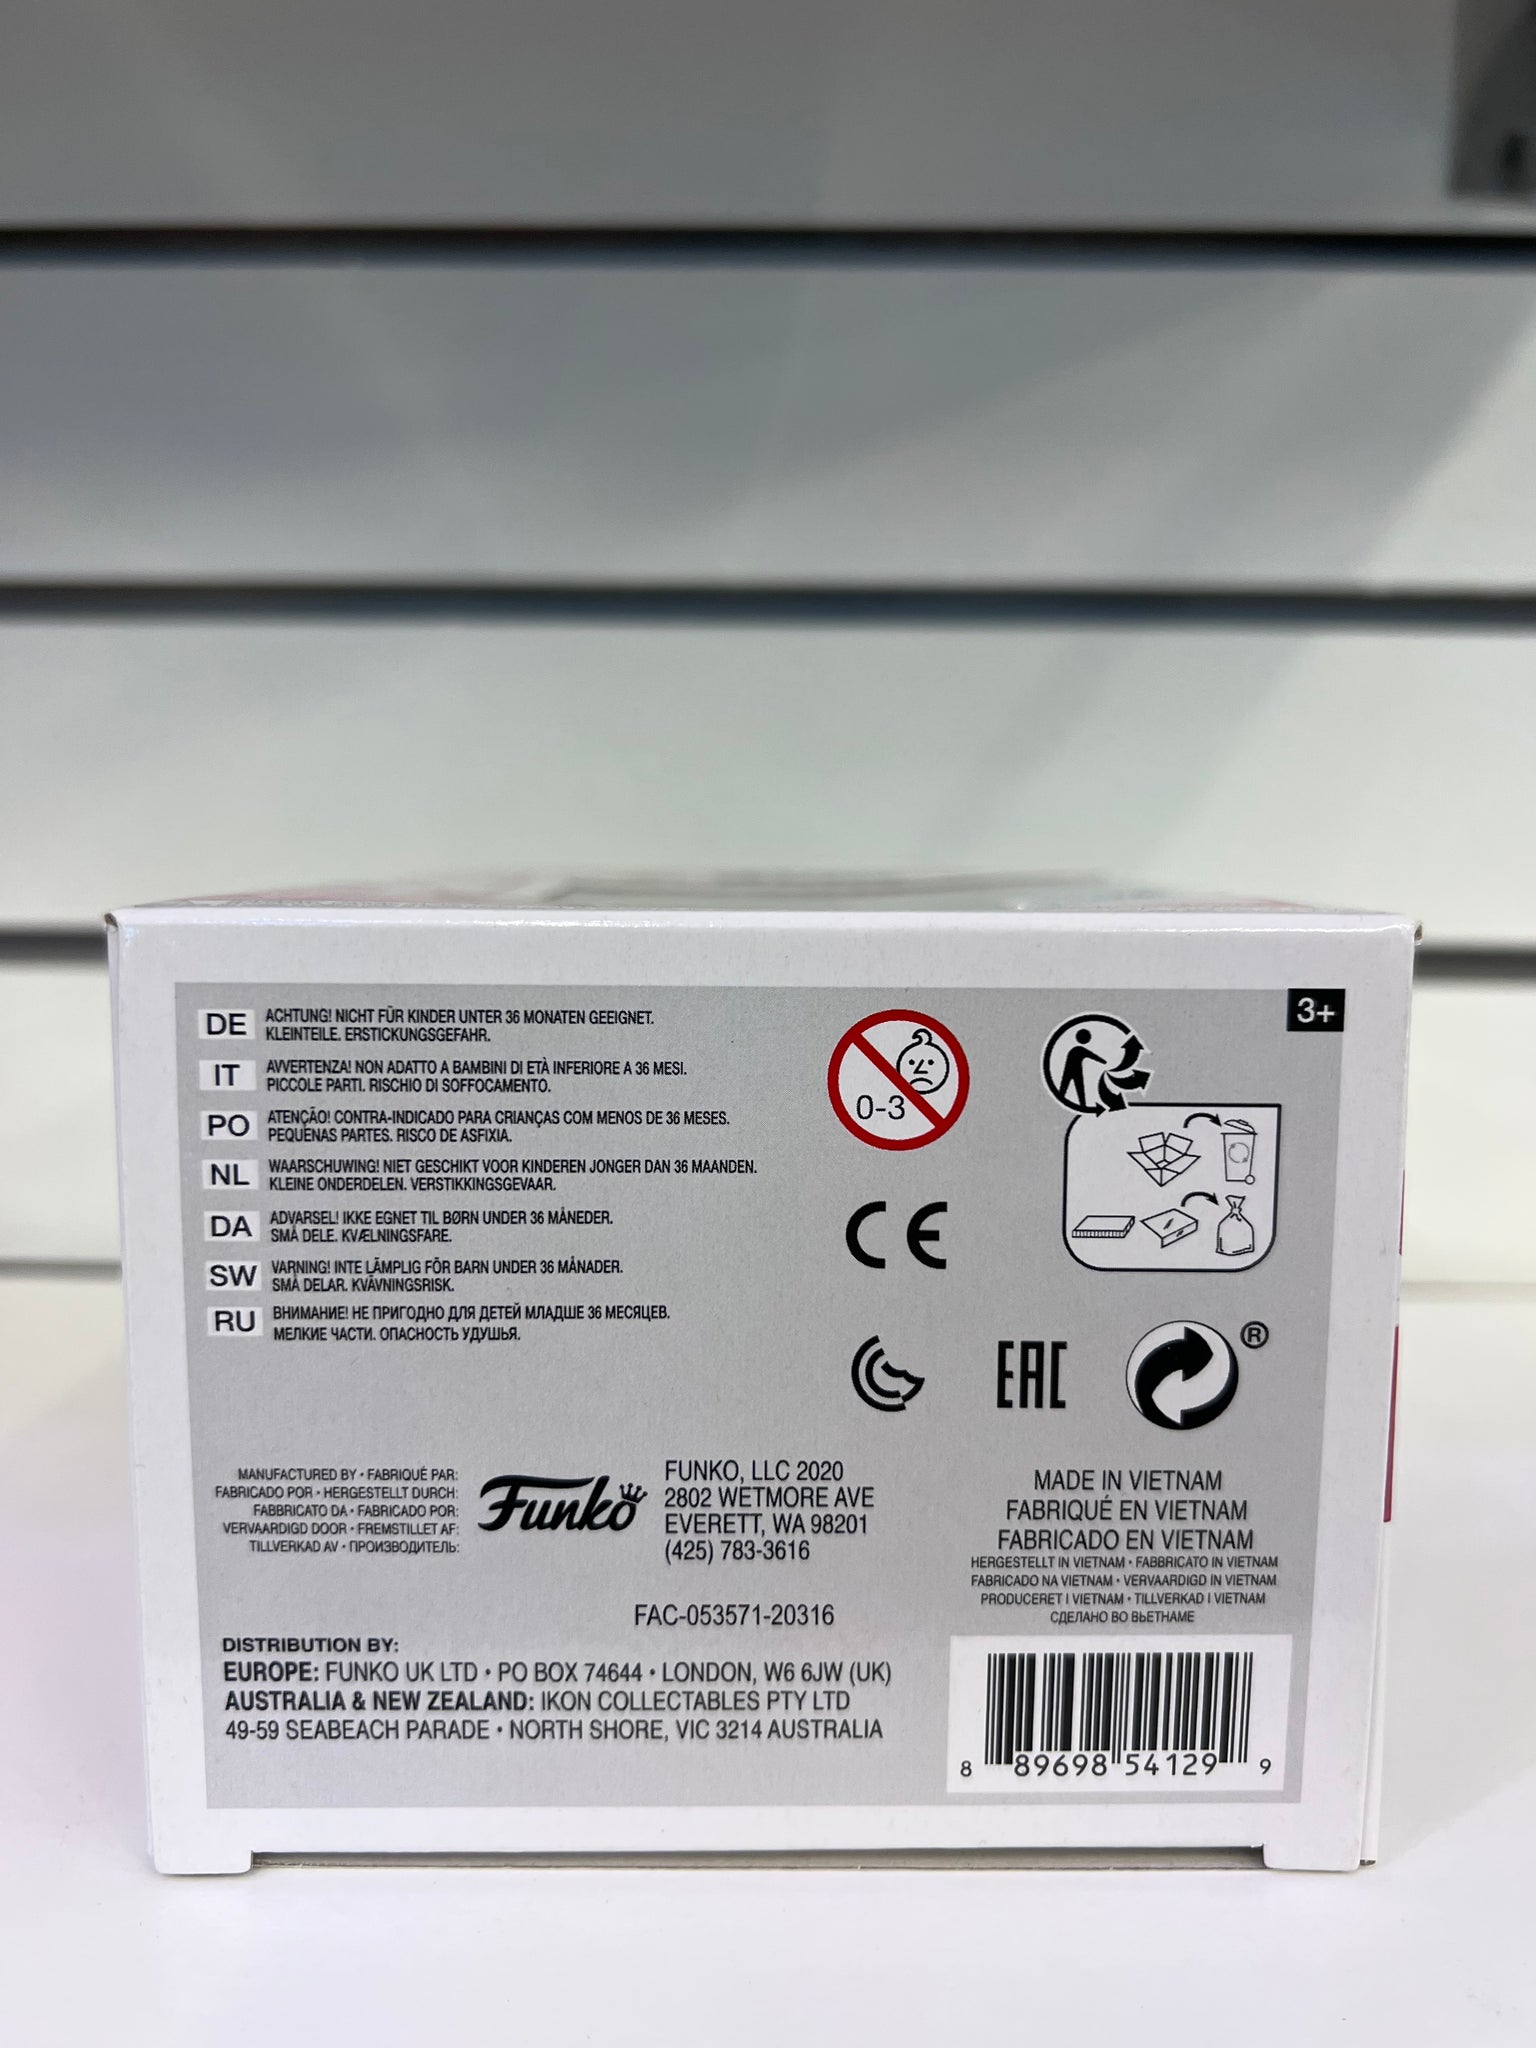 3+
DE ACHTUNG! NICHT FÜR KINDER UNTER 36 MONATEN GEEIGNET.
KLEINTEILE. ERSTICKUNGSGEFAHR.
IT AVVERTENZA! NON ADATTO A BAMBINI DI ETÀ INFERIORE A 36 MESI.
PICCOLE PARTI. RISCHIO DI SOFFOCAMENTO.
PO ATENÇÃO! CONTRA-INDICADO PARA CRIANÇAS COM MENOS DE 36 MESES.
PEQUENAS PARTES. RISCO DE ASFIXIA.
NL WAARSCHUWING! NIET GESCHIKT VOOR KINDEREN JONGER DAN 36 MAANDEN.
KLEINE ONDERDELEN. VERSTIKKINGSGEVAAR.
DA ADVARSEL! IKKE EGNET TIL BØRN UNDER 36 MÅNEDER.
SMÅ DELE. KVÆLNINGSFARE.
SW VARNING! INTE LÄMPLIG FÖR BARN UNDER 36 MÅNADER.
SMÅ DELAR. KVÄVNINGSRISK.
RU ВНИМАНИЕ! НЕ ПРИГОДНО ДЛЯ ДЕТЕЙ МЛАДШЕ 36 МЕСЯЦЕВ.
МЕЛКИЕ ЧАСТИ. ОПАСНОСТЬ УДУШЬЯ.
0-3
CE
EAC
®
MANUFACTURED BY • FABRIQUÉ PAR:
FABRICADO POR • HERGESTELLT DURCH:
FABBRICATO DA • FABRICADO POR:
VERVAARDIGD DOOR • FREMSTILLET AF:
TILLVERKAD AV • ПРОИЗВОДИТЕЛЬ:
Funko
FUNKO, LLC 2020
2802 WETMORE AVE
EVERETT, WA 98201
(425) 783-3616
MADE IN VIETNAM
FABRIQUÉ EN VIETNAM
FABRICADO EN VIETNAM
HERGESTELLT IN VIETNAM • FABBRICATO IN VIETNAM
FABRICADO NA VIETNAM • VERVAARDIGD IN VIETNAM
PRODUCERET I VIETNAM • TILLVERKAD I VIETNAM
СДЕЛАНО ВО ВЬЕТНАМЕ
FAC-053571-20316
DISTRIBUTION BY:
EUROPE: FUNKO UK LTD • PO BOX 74644 • LONDON, W6 6JW (UK)
AUSTRALIA & NEW ZEALAND: IKON COLLECTABLES PTY LTD
49-59 SEABEACH PARADE • NORTH SHORE, VIC 3214 AUSTRALIA
8 89698 54129 9